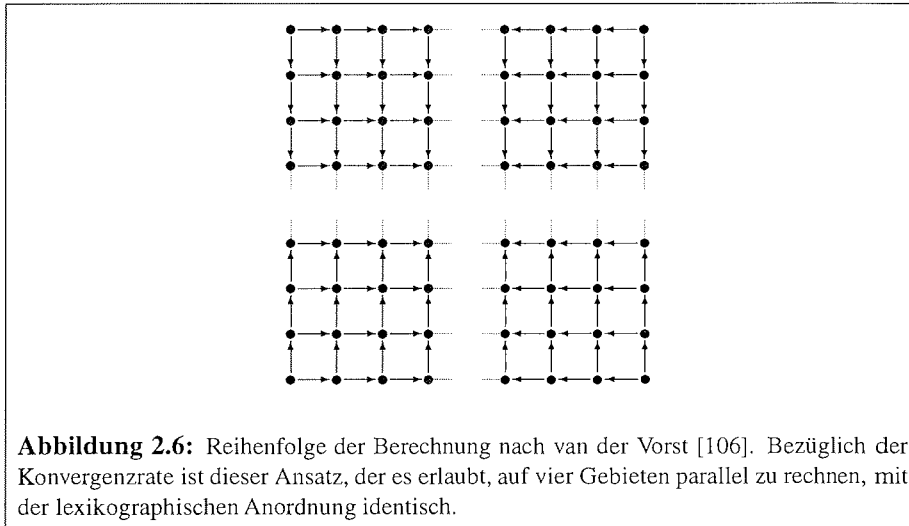 Abbildung 2.6: Reihenfolge der Berechnung nach van der Vorst [106]. Bezüglich der
Konvergenzrate ist dieser Ansatz, der es erlaubt, auf vier Gebieten parallel zu rechnen, mit
der lexikographischen Anordnung identisch.